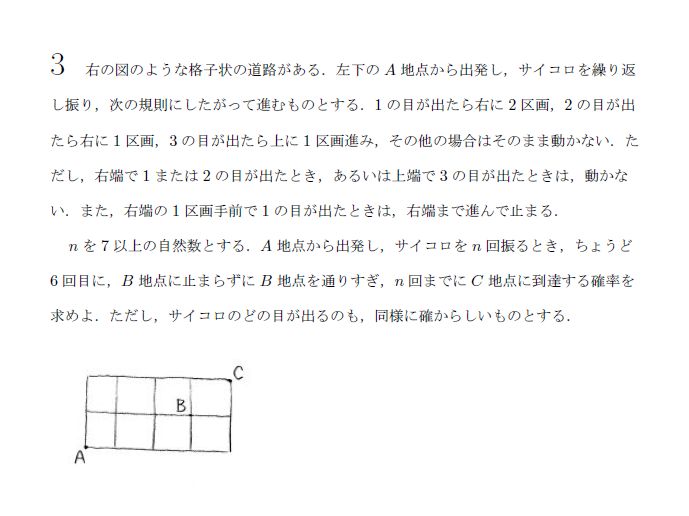 3 右の図のような格子状の道路がある．左下の A 地点から出発し，サイコロを繰り返
し振り，次の規則にしたがって進むものとする．1 の目が出たら右に 2 区画，2 の目が出
たら右に 1 区画，3 の目が出たら上に 1 区画進み，その他の場合はそのまま動かない．た
だし，右端で 1 または 2 の目が出たとき，あるいは上端で 3 の目が出たときは，動かな
い．また，右端の 1 区画手前で 1 の目が出たときは，右端まで進んで止まる．
n を 7 以上の自然数とする．A 地点から出発し，サイコロを n 回振るとき，ちょうど
6 回目に，B 地点に止まらずに B 地点を通りすぎ，n 回までに C 地点に到達する確率を
求めよ．ただし，サイコロのどの目が出るのも，同様に確からしいものとする．
C
B
A